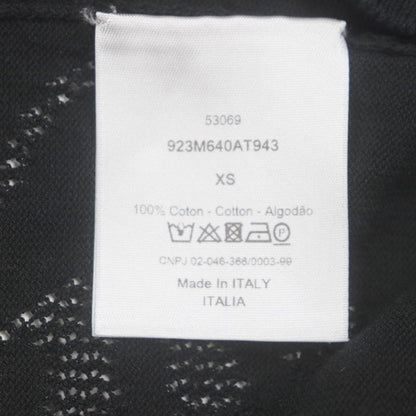 53069
923M640AT943
XS
100% Coton - Cotton - Algodão
CNPJ 02-046-366/0003-99
Made In ITALY
ITALIA